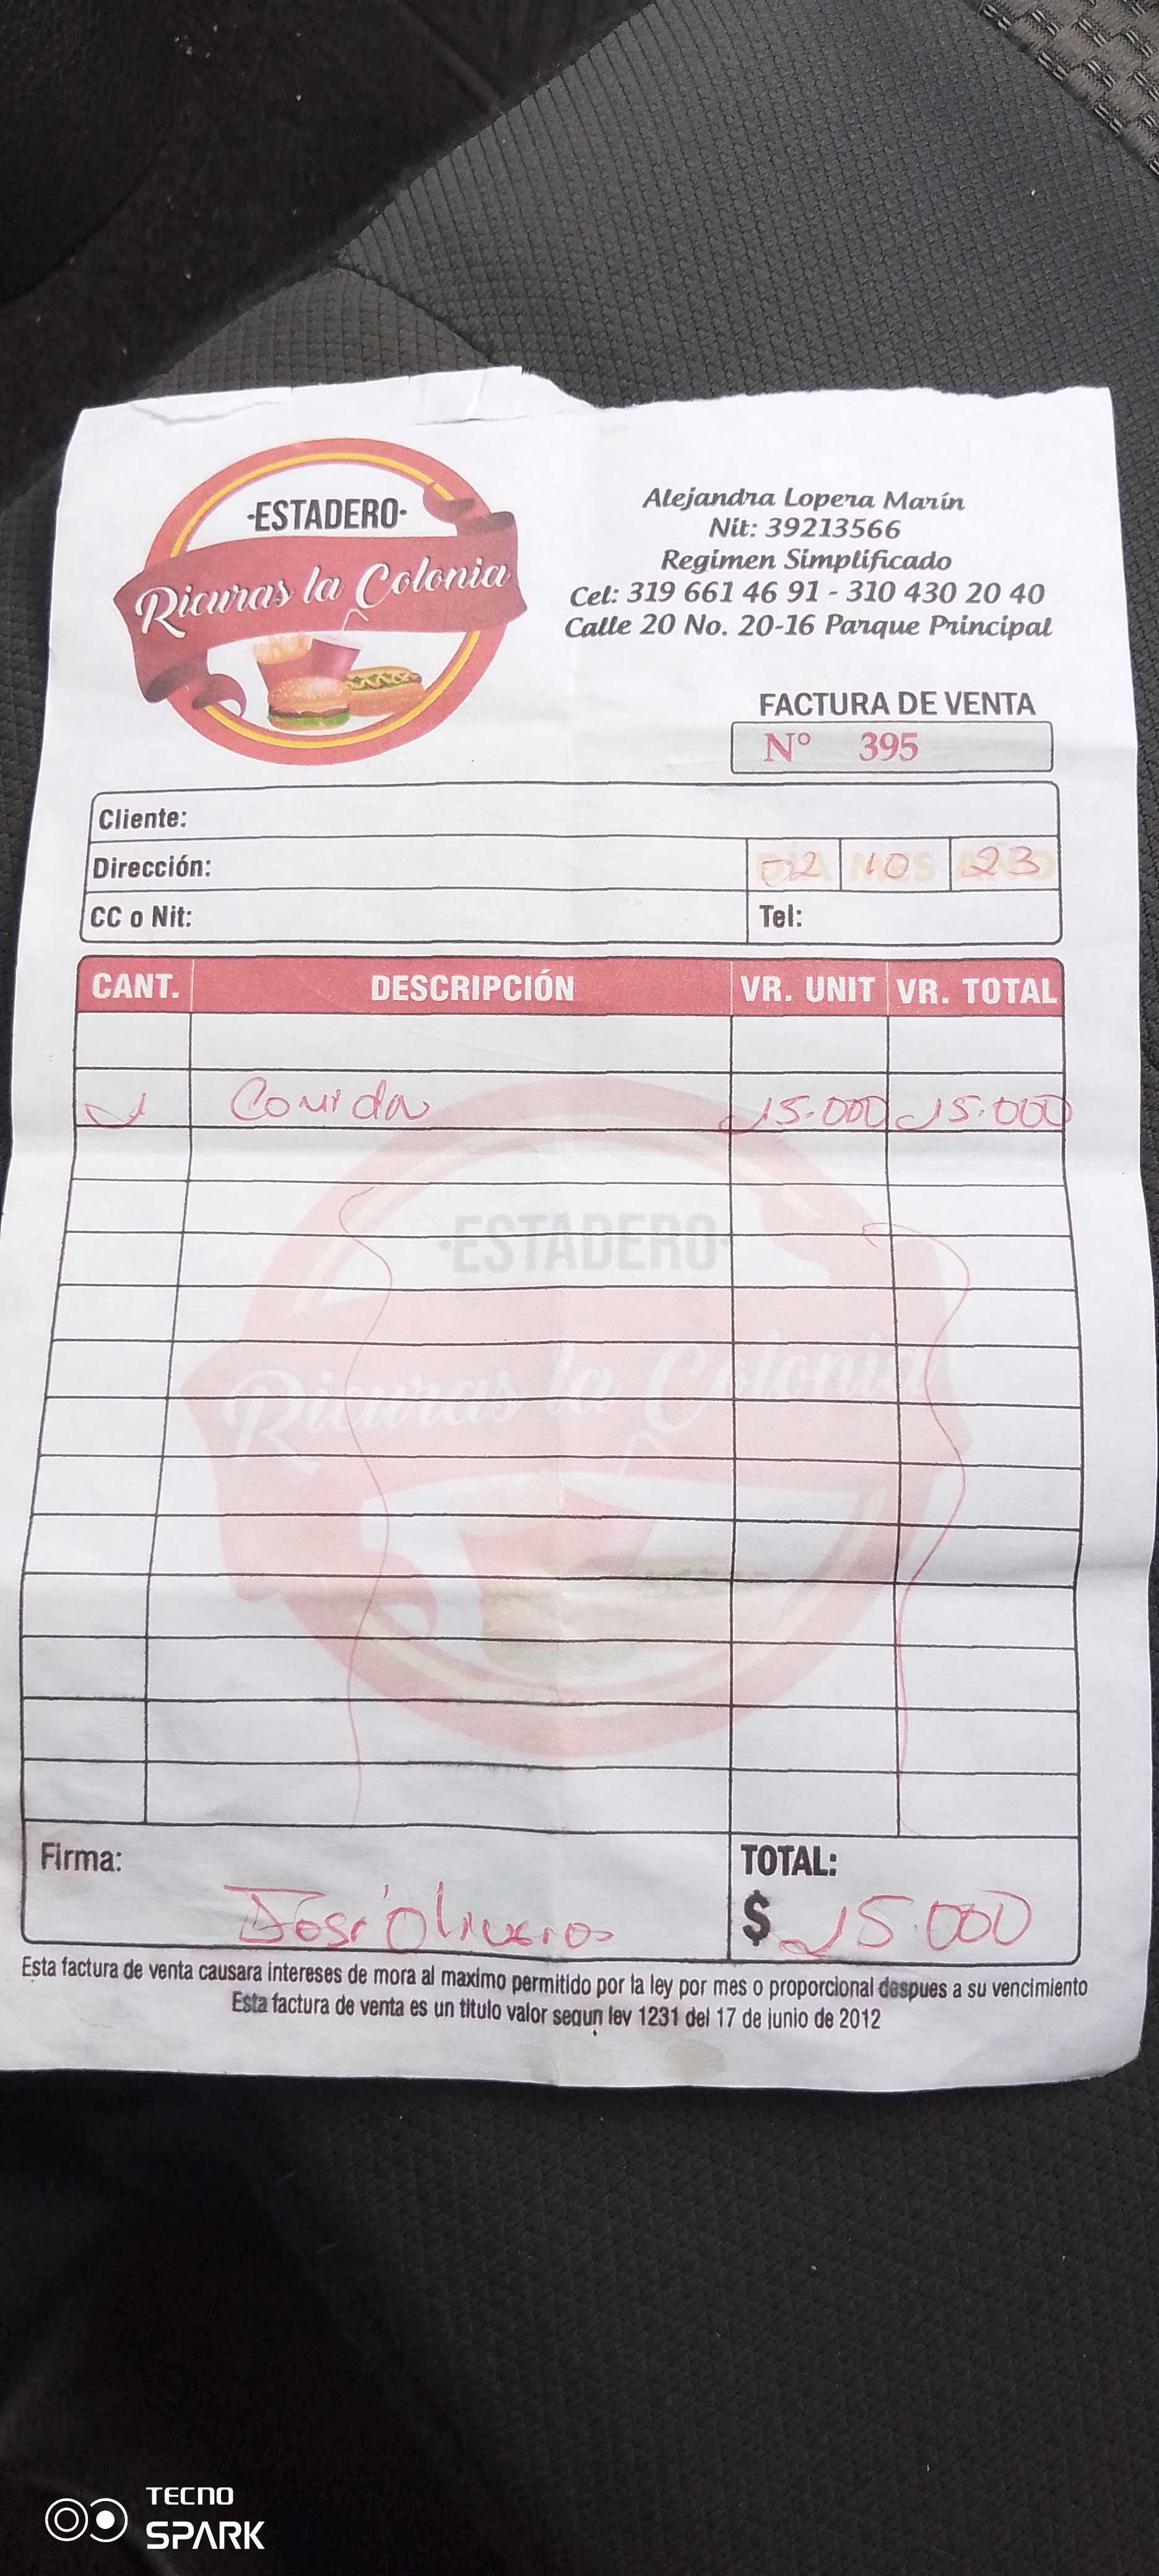 ·ESTADERO·
Ricuras la Colonia
Alejandra Lopera Marín
Nit: 39213566
Regimen Simplificado
Cel: 319 661 46 91 - 310 430 20 40
Calle 20 No. 20-16 Parque Principal
FACTURA DE VENTA
N° 395
Cliente:
Dirección: 02 10 23
CC o Nit: Tel:
CANT. DESCRIPCIÓN VR. UNIT VR. TOTAL
1 Comida 15.000 15.000
·ESTADERO·
Ricuras la Colonia
Firma: TOTAL:
José Oliveros $ 15.000
Esta factura de venta causara intereses de mora al maximo permitido por la ley por mes o proporcional despues a su vencimiento
Esta factura de venta es un titulo valor segun ley 1231 del 17 de junio de 2012
TECNO
SPARK